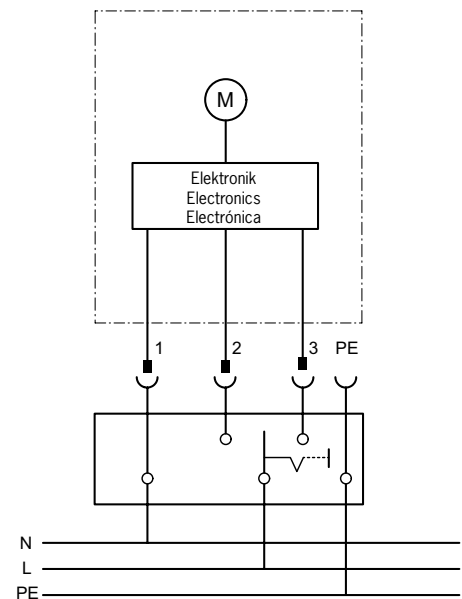 M
Elektronik
Electronics
Electrónica
1 2 3 PE
N
L
PE